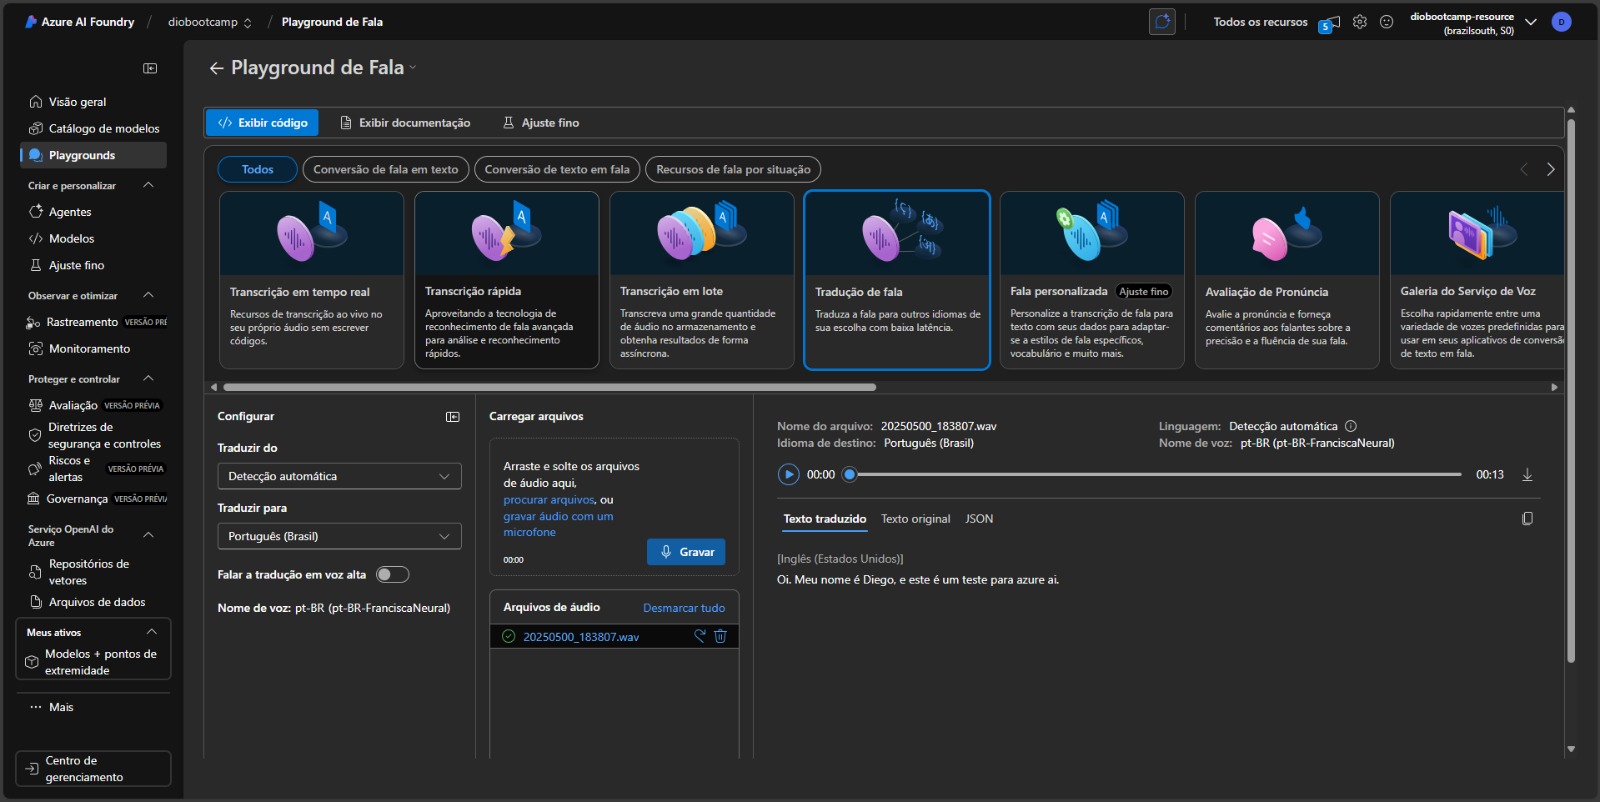 Azure AI Foundry / diobootcamp / Playground de Fala
Todos os recursos
5
diobootcamp-resource
(brazilsouth, S0)
D
Visão geral
Catálogo de modelos
Playgrounds
Criar e personalizar
Agentes
Modelos
Ajuste fino
Observar e otimizar
Rastreamento VERSÃO PRÉ
Monitoramento
Proteger e controlar
Avaliação VERSÃO PRÉVIA
Diretrizes de
segurança e controles
Riscos e
alertas VERSÃO PRÉVIA
Governança VERSÃO PRÉVIA
Serviço OpenAI do
Azure
Repositórios de
vetores
Arquivos de dados
Meus ativos
Modelos + pontos de
extremidade
Mais
Centro de
gerenciamento
Playground de Fala
Exibir código
Exibir documentação
Ajuste fino
Todos
Conversão de fala em texto
Conversão de texto em fala
Recursos de fala por situação
Transcrição em tempo real
Recursos de transcrição ao vivo no
seu próprio áudio sem escrever
códigos.
Transcrição rápida
Aproveitando a tecnologia de
reconhecimento de fala avançada
para análise e reconhecimento
rápidos.
Transcrição em lote
Transcreva uma grande quantidade
de áudio no armazenamento e
obtenha resultados de forma
assíncrona.
Tradução de fala
Traduza a fala para outros idiomas de
sua escolha com baixa latência.
Fala personalizada Ajuste fino
Personalize a transcrição de fala para
texto com seus dados para adaptar-
se a estilos de fala específicos,
vocabulário e muito mais.
Avaliação de Pronúncia
Avalie a pronúncia e forneça
comentários aos falantes sobre a
precisão e a fluência de sua fala.
Galeria do Serviço de Voz
Escolha rapidamente entre uma
variedade de vozes predefinidas para
usar em seus aplicativos de conversã
de texto em fala.
Configurar
Traduzir do
Detecção automática
Traduzir para
Português (Brasil)
Falar a tradução em voz alta
Nome de voz: pt-BR (pt-BR-FranciscaNeural)
Carregar arquivos
Arraste e solte os arquivos
de áudio aqui,
procurar arquivos, ou
gravar áudio com um
microfone
00:00
Gravar
Arquivos de áudio
Desmarcar tudo
20250500_183807.wav
Nome do arquivo: 20250500_183807.wav
Idioma de destino: Português (Brasil)
Linguagem: Detecção automática
Nome de voz: pt-BR (pt-BR-FranciscaNeural)
00:00
00:13
Texto traduzido
Texto original
JSON
[Inglês (Estados Unidos)]
Oi. Meu nome é Diego, e este é um teste para azure ai.